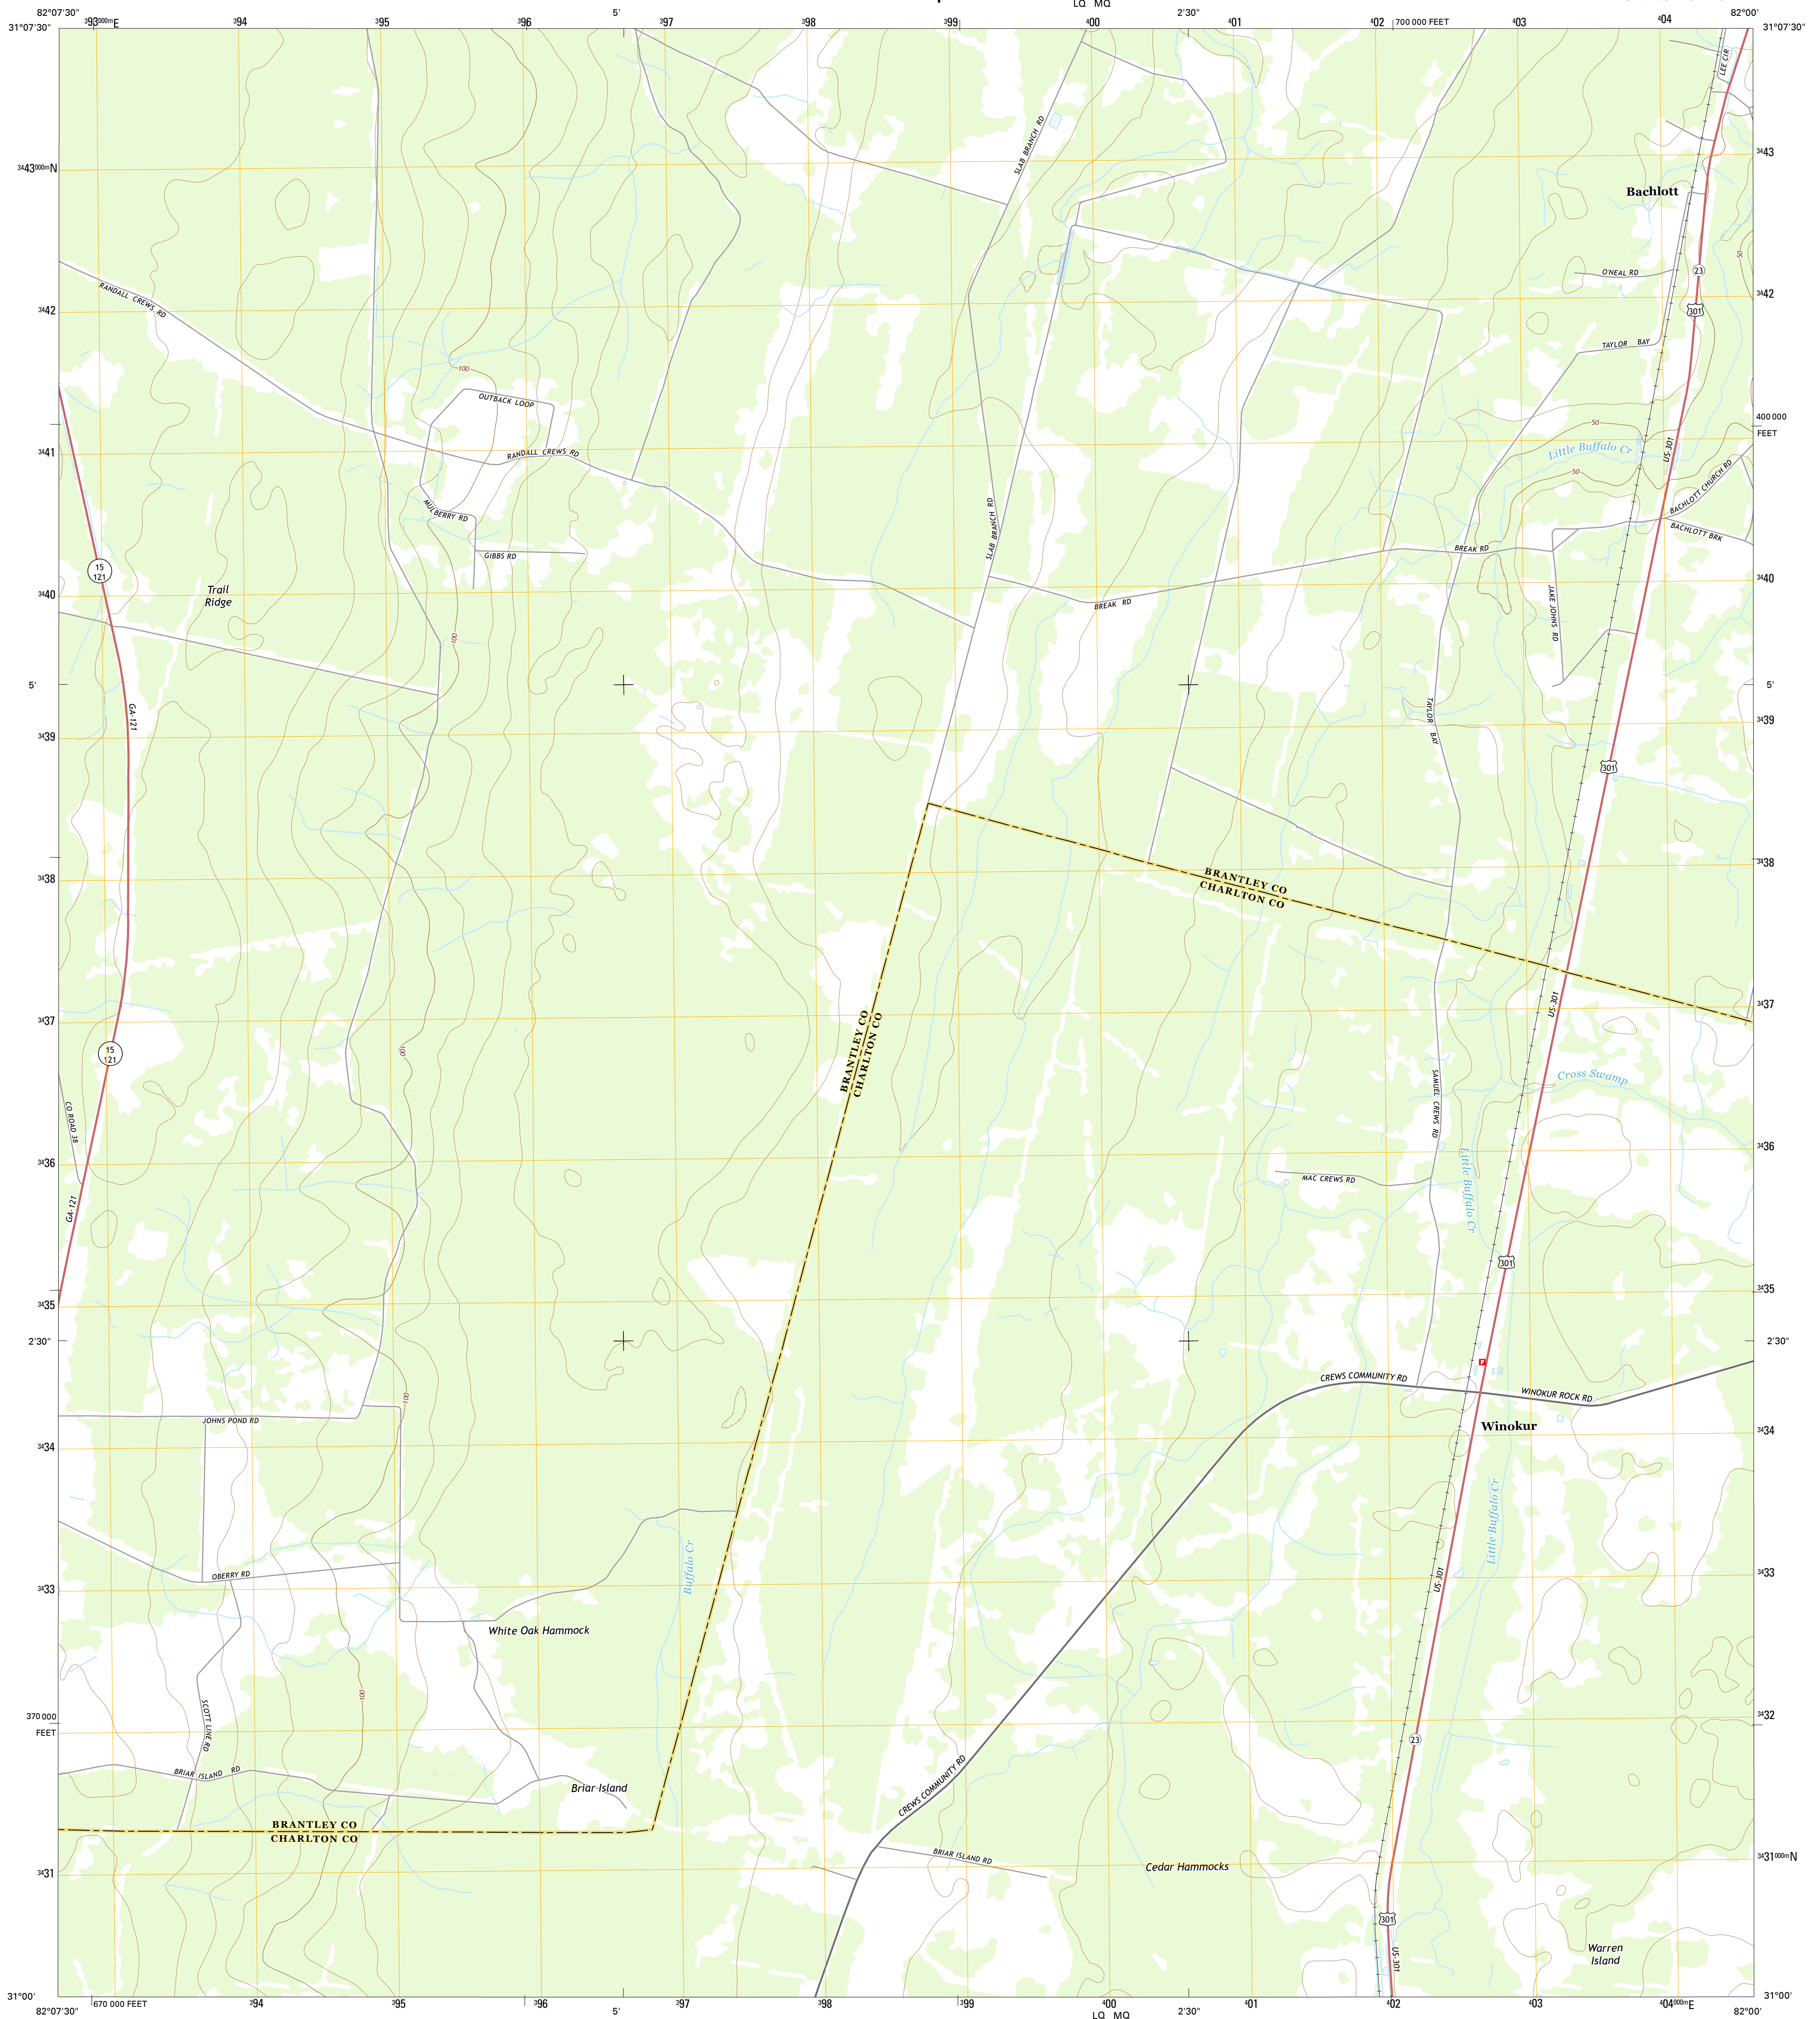 LQ MQ
82°07'30"
³93⁰⁰⁰ᵐE
³94
³95
³96
5'
³97
³98
³99
⁴00
2'30"
⁴01
⁴02
700 000 FEET
⁴03
⁴04
82°00'
31°07'30"
31°07'30"
LEE CIR
SLAB BRANCH RD
³⁴43⁰⁰⁰ᵐN
³⁴43
Bachlott
50
O'NEAL RD
23
RANDALL CREWS RD
³⁴42
³⁴42
301
TAYLOR BAY
100
OUTBACK LOOP
400 000
FEET
50
US-301
Little Buffalo Cr
³⁴41
RANDALL CREWS RD
50
BACHLOTT CHURCH RD
MULBERRY RD
SLAB BRANCH RD
BACHLOTT BRK
GIBBS RD
BREAK RD
15
121
³⁴40
³⁴40
Trail
Ridge
BREAK RD
JAKE JOHNS RD
100
5'
5'
GA-121
TAYLOR BAY
³⁴39
³⁴39
301
³⁴38
³⁴38
BRANTLEY CO
CHARLTON CO
US-301
³⁴37
³⁴37
BRANTLEY CO
CHARLTON CO
100
15
121
Cross Swamp
CO ROAD 38
SAMUEL CREWS RD
³⁴36
³⁴36
MAC CREWS RD
Little Buffalo Cr
GA-121
301
³⁴35
³⁴35
2'30"
2'30"
F
CREWS COMMUNITY RD
WINOKUR ROCK RD
100
JOHNS POND RD
Winokur
³⁴34
³⁴34
Little Buffalo Cr
Buffalo Cr
OBERRY RD
US-301
³⁴33
³⁴33
White Oak Hammock
100
SCOTT LINE RD
370 000
FEET
³⁴32
23
BRIAR ISLAND RD
Briar Island
CREWS COMMUNITY RD
BRANTLEY CO
CHARLTON CO
BRIAR ISLAND RD
³⁴31⁰⁰⁰ᵐN
³⁴31
Cedar Hammocks
301
US-301
Warren
Island
31°00'
31°00'
82°07'30"
670 000 FEET
³94
³95
³96
5'
³97
³98
³99
⁴00
2'30"
⁴01
⁴02
⁴03
⁴04⁰⁰⁰ᵐE
82°00'
LQ MQ